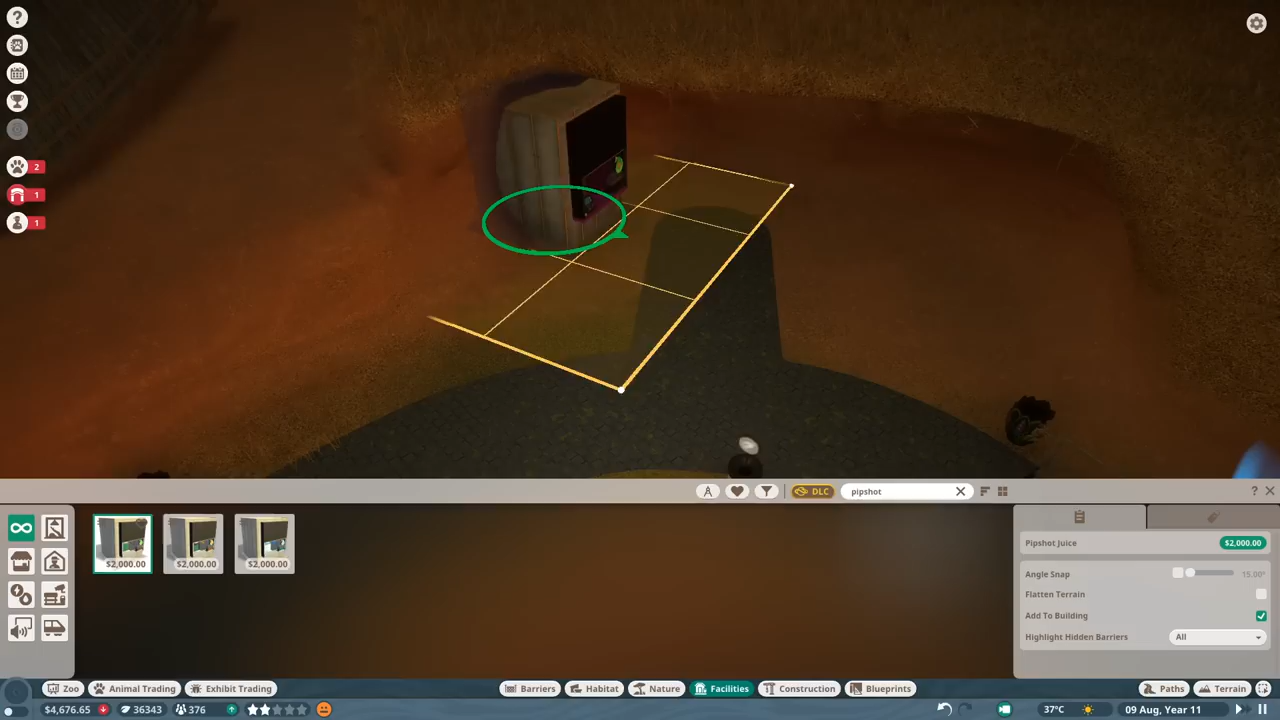 ?
2
1
1
DLC
pipshot
?
$2,000.00
$2,000.00
$2,000.00
Pipshot Juice
$2,000.00
Angle Snap
15.00°
Flatten Terrain
Add To Building
Highlight Hidden Barriers
All
Zoo
Animal Trading
Exhibit Trading
Barriers
Habitat
Nature
Facilities
Construction
Blueprints
Paths
Terrain
$4,676.65
36343
376
37°C
09 Aug, Year 11